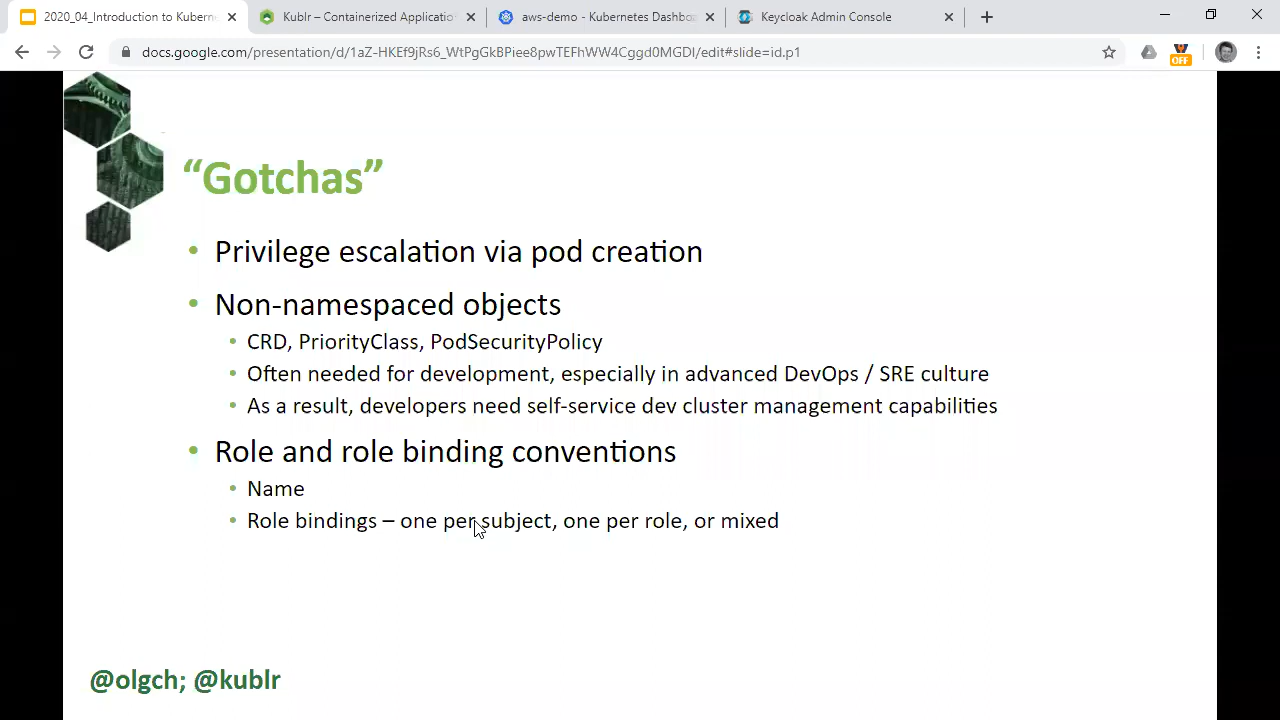 2020_04_Introduction to Kubern
Kublr – Containerized Applicatio
aws-demo - Kubernetes Dashbo
Keycloak Admin Console
docs.google.com/presentation/d/1aZ-HKEf9jRs6_WtPqGkBPiee8pwTEFhWW4Cggd0MGDI/edit#slide=id.p1
OFF
“Gotchas”
• Privilege escalation via pod creation
• Non-namespaced objects
• CRD, PriorityClass, PodSecurityPolicy
• Often needed for development, especially in advanced DevOps / SRE culture
• As a result, developers need self-service dev cluster management capabilities
• Role and role binding conventions
• Name
• Role bindings – one per subject, one per role, or mixed
@olgch; @kublr